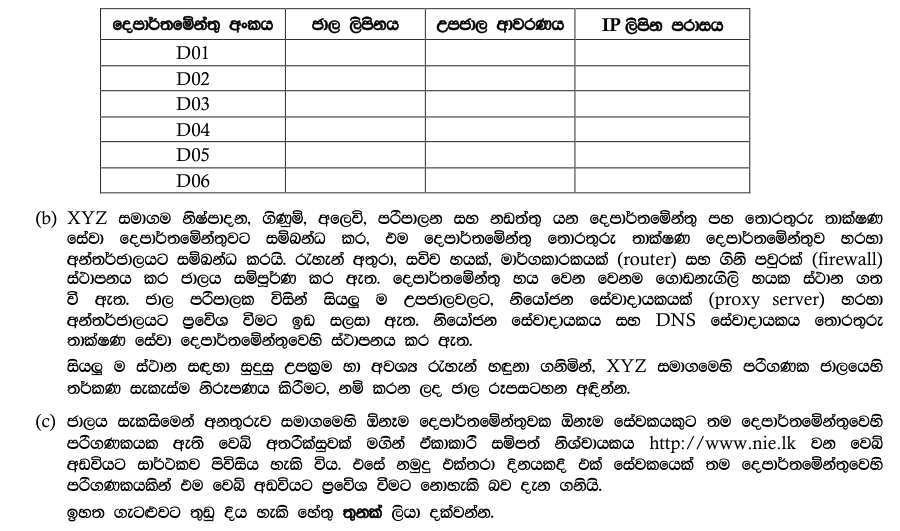 දෙපාර්තමේන්තු අංකය ජාල ලිපිනය උපජාල ආවරණය IP ලිපින පරාසය
D01
D02
D03
D04
D05
D06
(b) XYZ සමාගම නිෂ්පාදන, ගිණුම්, අලෙවි, පරිපාලන සහ නඩත්තු යන දෙපාර්තමේන්තු පහ තොරතුරු තාක්ෂණ
සේවා දෙපාර්තමේන්තුවට සම්බන්ධ කර, එම දෙපාර්තමේන්තු තොරතුරු තාක්ෂණ දෙපාර්තමේන්තුව හරහා
අන්තර්ජාලයට සම්බන්ධ කරයි. රැහැන් අතුරා, ස්විච හයක්, මාර්ගකාරකයක් (router) සහ ගිනි පවුරක් (firewall)
ස්ථාපනය කර ජාලය සම්පූර්ණ කර ඇත. දෙපාර්තමේන්තු හය වෙන වෙනම ගොඩනැගිලි හයක ස්ථාන ගත
වී ඇත. ජාල පරිපාලක විසින් සියලු ම උපජාලවලට, නියෝජන සේවාදායකයක් (proxy server) හරහා
අන්තර්ජාලයට ප්‍රවේශ වීමට ඉඩ සලසා ඇත. නියෝජන සේවාදායකය සහ DNS සේවාදායකය තොරතුරු
තාක්ෂණ සේවා දෙපාර්තමේන්තුවෙහි ස්ථාපනය කර ඇත.
සියලු ම ස්ථාන සඳහා සුදුසු උපක්‍රම හා අවශ්‍ය රැහැන් හඳුනා ගනිමින්, XYZ සමාගමෙහි පරිගණක ජාලයෙහි
තර්කණ සැකැස්ම නිරූපණය කිරීමට, නම් කරන ලද ජාල රූපසටහන අඳින්න.
(c) ජාලය සැකසීමෙන් අනතුරුව සමාගමෙහි ඕනෑම දෙපාර්තමේන්තුවක ඕනෑම සේවකයකුට තම දෙපාර්තමේන්තුවෙහි
පරිගණකයක ඇති වෙබ් අතරික්සුවක් මගින් ඒකාකාරී සම්පත් නිශ්වායකය http://www.nie.lk වන වෙබ්
අඩවියට සාර්ථකව පිවිසිය හැකි විය. එසේ නමුදු එක්තරා දිනයකදී එක් සේවකයෙක් තම දෙපාර්තමේන්තුවෙහි
පරිගණකයකින් එම වෙබ් අඩවියට ප්‍රවේශ වීමට නොහැකි බව දැන ගනියි.
ඉහත ගැටළුවට තුඩු දිය හැකි හේතු තුනක් ලියා දක්වන්න.